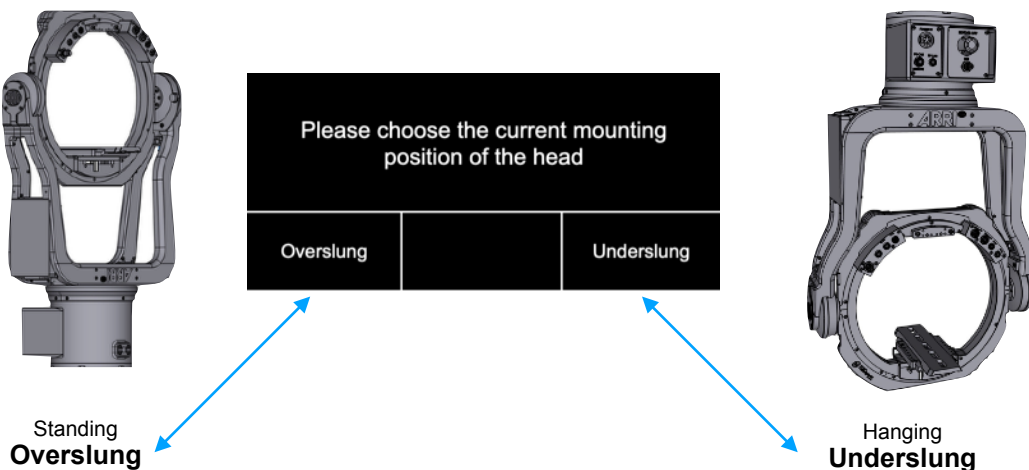 Please choose the current mounting
position of the head
Overslung
Underslung
ARRI
Standing
Overslung
Hanging
Underslung